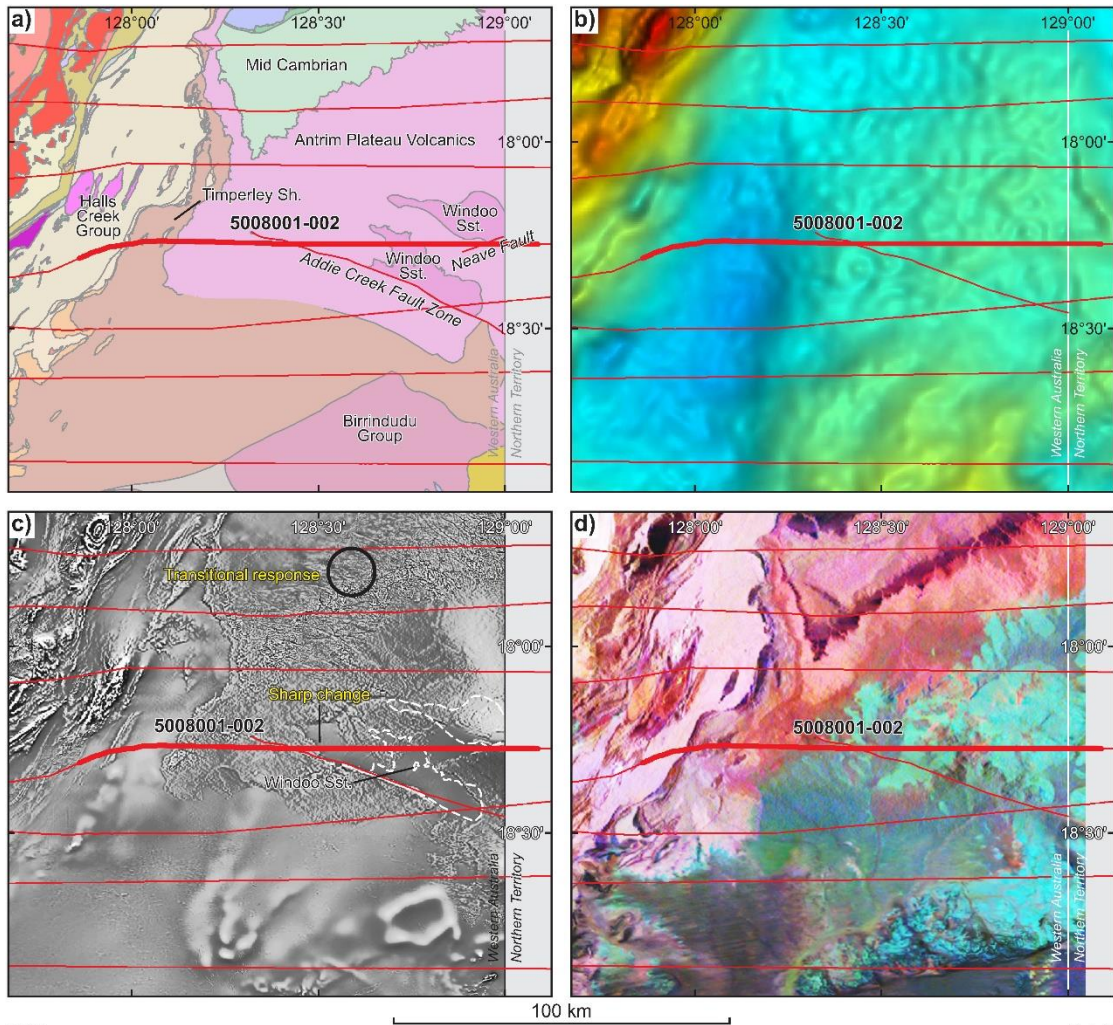 a)
128°00'
128°30'
129°00'
Mid Cambrian
18°00'
Antrim Plateau Volcanics
Halls
Creek
Group
Timperley Sh.
5008001-002
Windoo
Sst.
Windoo
Sst.
Neave Fault
Addie Creek Fault Zone
18°30'
Birrindudu
Group
Western Australia
Northern Territory
b)
128°00'
128°30'
129°00'
18°00'
5008001-002
18°30'
Western Australia
Northern Territory
c)
128°00'
128°30'
129°00'
Transitional response
18°00'
Sharp change
5008001-002
Windoo Sst.
18°30'
Western Australia
Northern Territory
d)
128°00'
128°30'
129°00'
18°00'
5008001-002
18°30'
Western Australia
Northern Territory
100 km